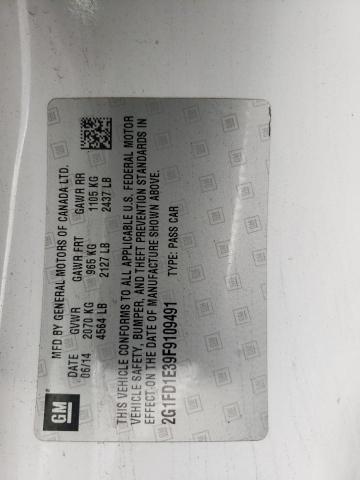 GM
MFD BY GENERAL MOTORS OF CANADA LTD.
DATE GVWR GAWR FRT GAWR RR
06/14 2070 KG 965 KG 1105 KG
4564 LB 2127 LB 2437 LB
THIS VEHICLE CONFORMS TO ALL APPLICABLE U.S. FEDERAL MOTOR
VEHICLE SAFETY, BUMPER, AND THEFT PREVENTION STANDARDS IN
EFFECT ON THE DATE OF MANUFACTURE SHOWN ABOVE.
2G1FD1E39F9109491 TYPE: PASS CAR